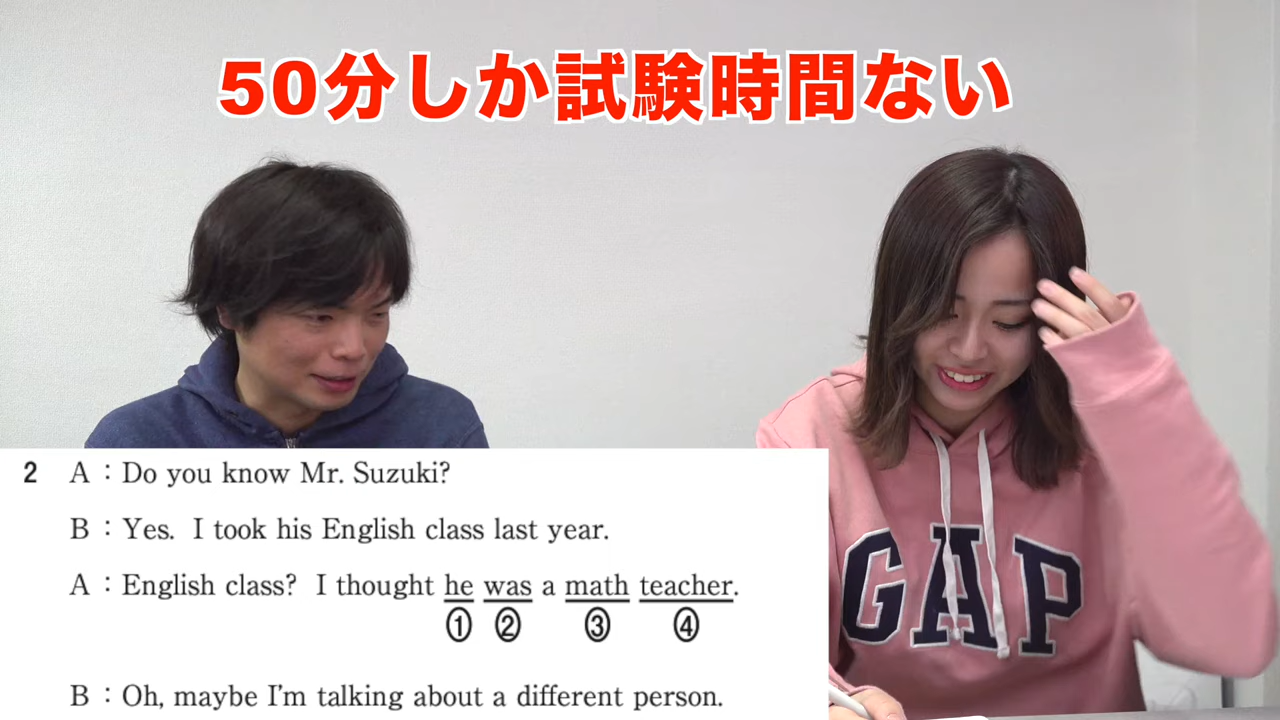 50分しか試験時間ない
2 A：Do you know Mr. Suzuki?
B：Yes. I took his English class last year.
A：English class? I thought he was a math teacher.
① ② ③ ④
B：Oh, maybe I'm talking about a different person.
GAP